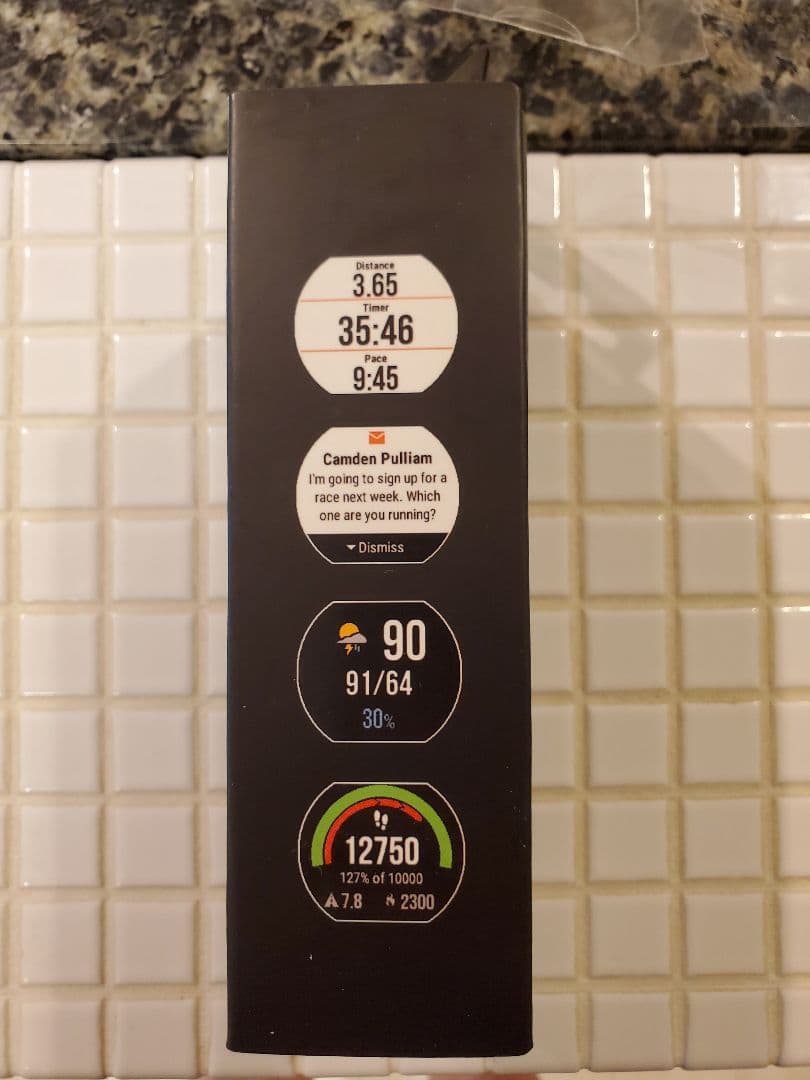 Distance
3.65
Timer
35:46
Pace
9:45
Camden Pulliam
I'm going to sign up for a
race next week. Which
one are you running?
Dismiss
90
91/64
30%
12750
127% of 10000
7.8 2300